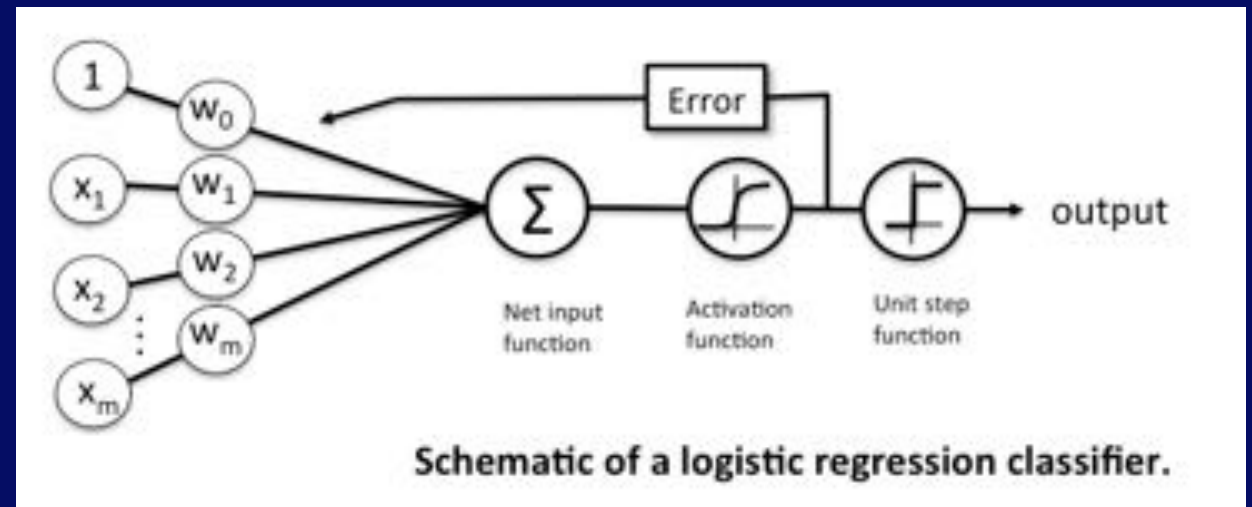 1
w₀
Error
x₁
w₁
Σ
output
x₂
w₂
⋮
wₘ
xₘ
Net input
function
Activation
function
Unit step
function
Schematic of a logistic regression classifier.